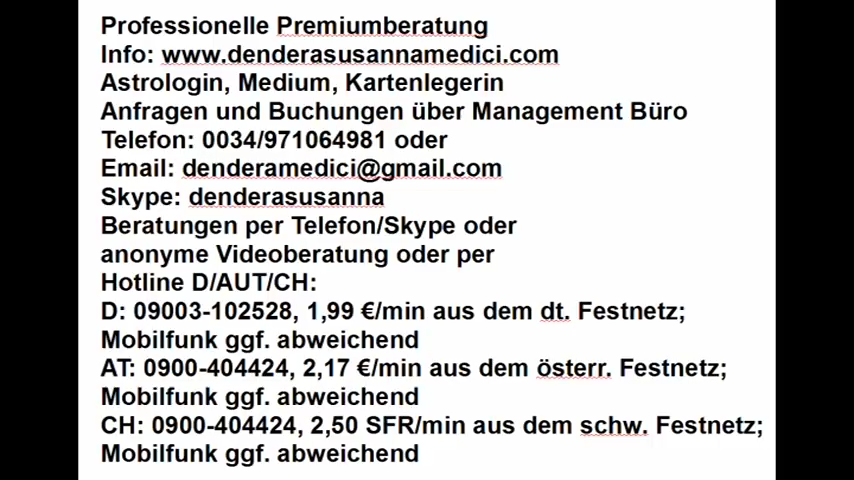 Professionelle Premiumberatung
Info: www.denderasusannamedici.com
Astrologin, Medium, Kartenlegerin
Anfragen und Buchungen über Management Büro
Telefon: 0034/971064981 oder
Email: denderamedici@gmail.com
Skype: denderasusanna
Beratungen per Telefon/Skype oder
anonyme Videoberatung oder per
Hotline D/AUT/CH:
D: 09003-102528, 1,99 €/min aus dem dt. Festnetz;
Mobilfunk ggf. abweichend
AT: 0900-404424, 2,17 €/min aus dem österr. Festnetz;
Mobilfunk ggf. abweichend
CH: 0900-404424, 2,50 SFR/min aus dem schw. Festnetz;
Mobilfunk ggf. abweichend